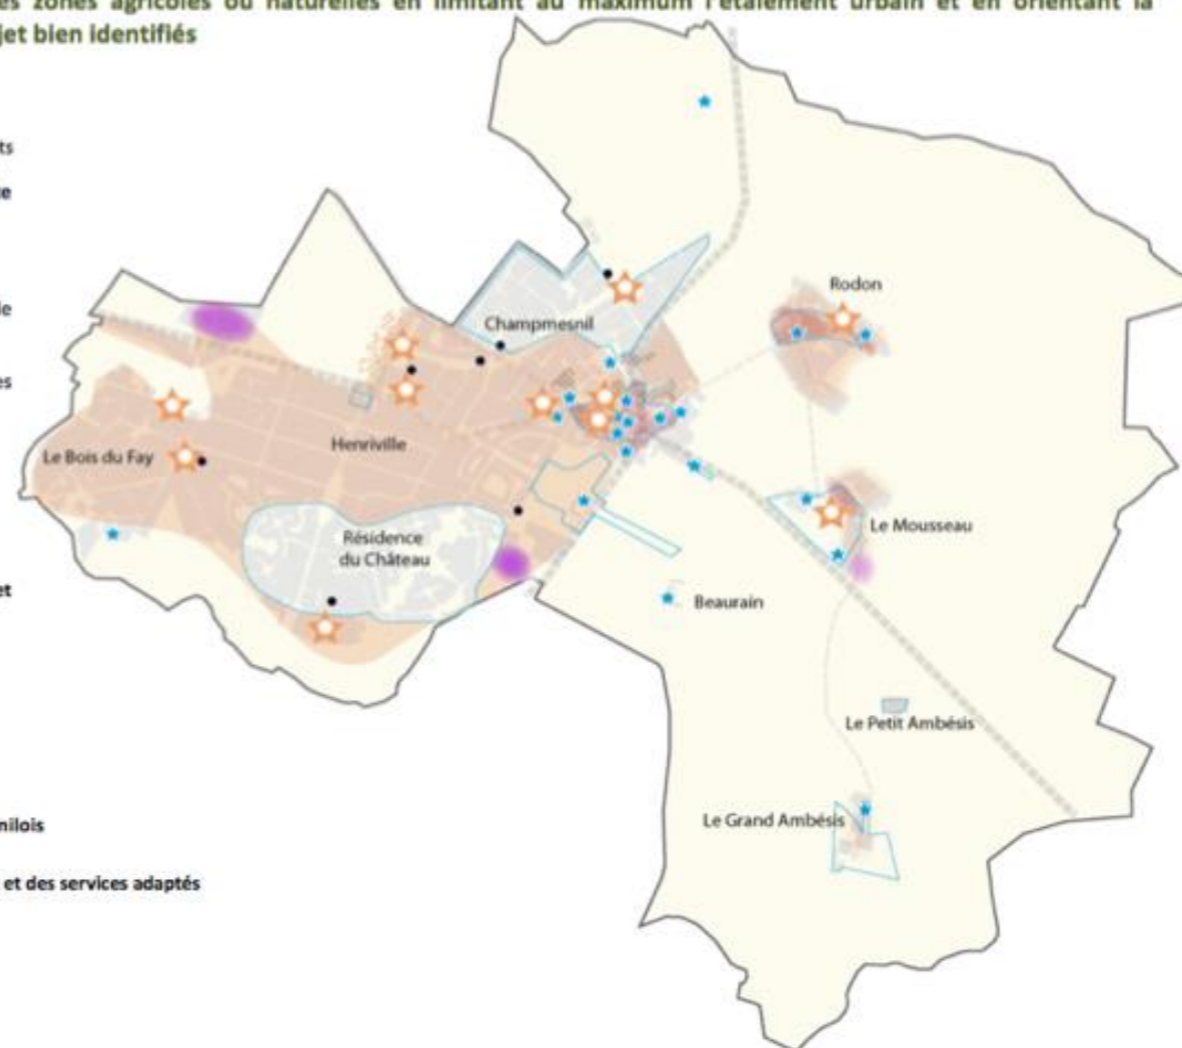 es zones agricoles ou naturelles en limitant au maximum l'étalement urbain et en orientant la
jet bien identifiés
ts
te
Rodon
le
Champmesnil
es
Henriville
Le Bois du Fay
Le Mousseau
Résidence
du Château
et
Beaurain
Le Petit Ambésis
Le Grand Ambésis
nilois
et des services adaptés